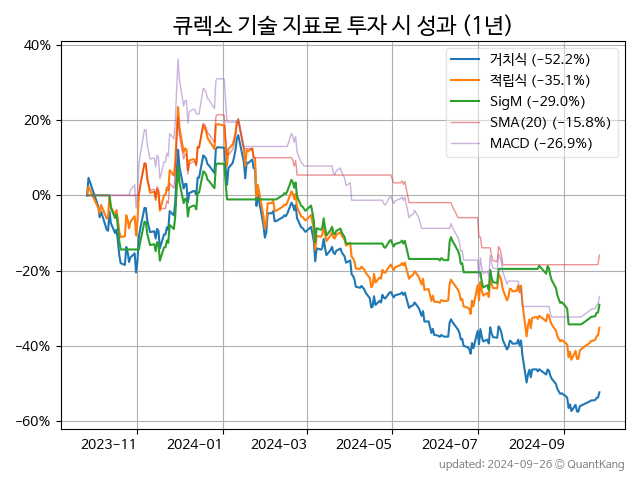 큐렉소 기술 지표로 투자 시 성과 (1년)
40%
20%
0%
−20%
−40%
−60%
거치식 (−52.2%)
적립식 (−35.1%)
SigM (−29.0%)
SMA(20) (−15.8%)
MACD (−26.9%)
2023−11 2024−01 2024−03 2024−05 2024−07 2024−09
updated: 2024−09−26 © QuantKang